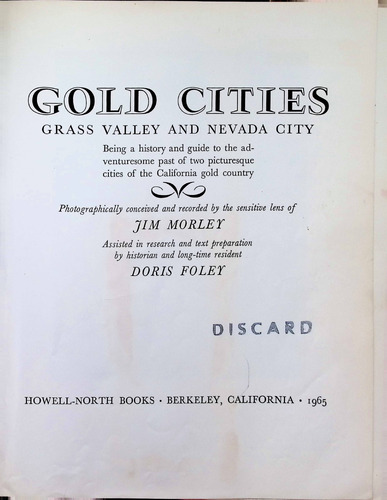 GOLD CITIES
GRASS VALLEY AND NEVADA CITY
Being a history and guide to the ad-
venturesome past of two picturesque
cities of the California gold country
Photographically conceived and recorded by the sensitive lens of
JIM MORLEY
Assisted in research and text preparation
by historian and long-time resident
DORIS FOLEY
DISCARD
HOWELL-NORTH BOOKS · BERKELEY, CALIFORNIA · 1965